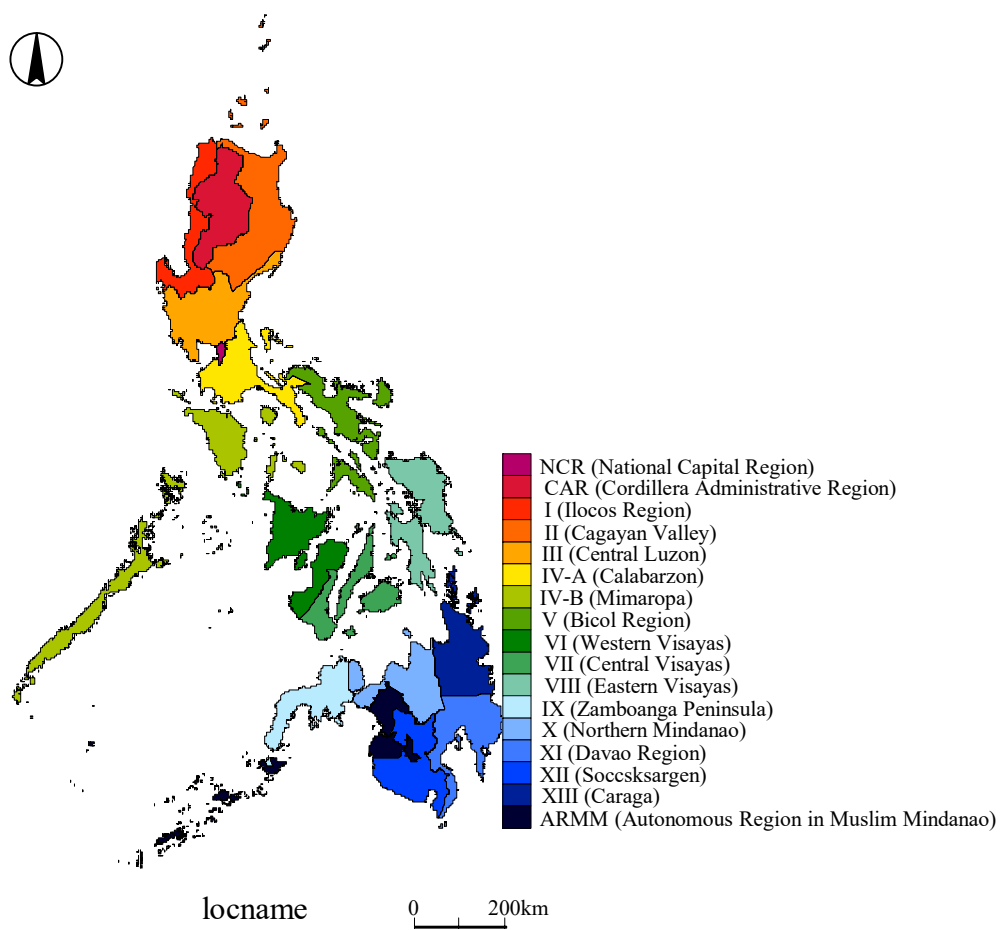 NCR (National Capital Region)
CAR (Cordillera Administrative Region)
I (Ilocos Region)
II (Cagayan Valley)
III (Central Luzon)
IV-A (Calabarzon)
IV-B (Mimaropa)
V (Bicol Region)
VI (Western Visayas)
VII (Central Visayas)
VIII (Eastern Visayas)
IX (Zamboanga Peninsula)
X (Northern Mindanao)
XI (Davao Region)
XII (Soccsksargen)
XIII (Caraga)
ARMM (Autonomous Region in Muslim Mindanao)
locname
0 200km